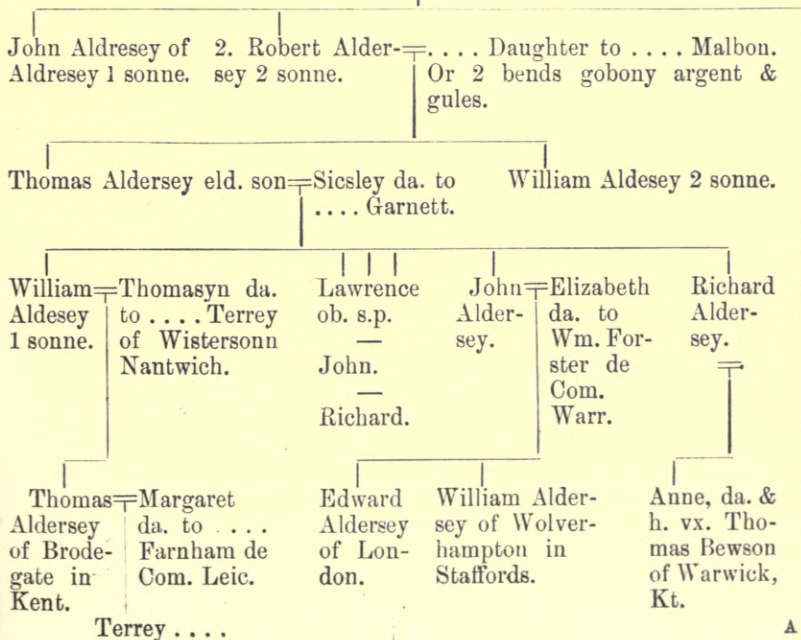 John Aldresey of
Aldresey 1 sonne.
2. Robert Alder-
sey 2 sonne.
. . . . Daughter to . . . . Malbon.
Or 2 bends gobony argent &
gules.
Thomas Aldersey eld. son
Sicsley da. to
. . . . Garnett.
William Aldesey 2 sonne.
William
Aldesey
1 sonne.
Thomasyn da.
to . . . . Terrey
of Wistersonn
Nantwich.
Lawrence
ob. s.p.
—
John.
—
Richard.
John
Alder-
sey.
Elizabeth
da. to
Wm. For-
ster de
Com.
Warr.
Richard
Alder-
sey.
Thomas
Aldersey
of Brode-
gate in
Kent.
Margaret
da. to . . . .
Farnham de
Com. Leic.
Edward
Aldersey
of Lon-
don.
William Alder-
sey of Wolver-
hampton in
Staffords.
Anne, da. &
h. vx. Tho-
mas Bewson
of Warwick,
Kt.
Terrey . . . .
A